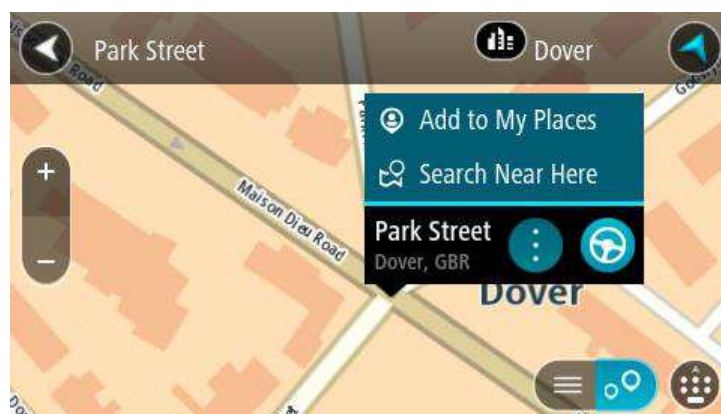 Park Street
Dover
Road
Add to My Places
Search Near Here
Maison Dieu Road
Park Street
Dover, GBR
Dover